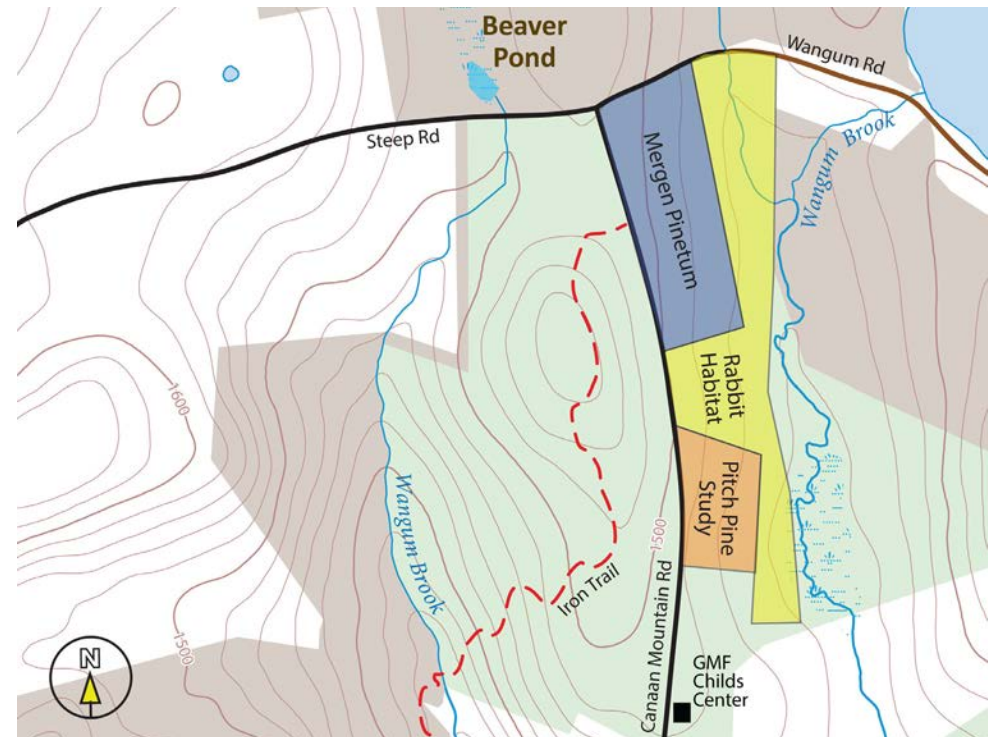 Beaver
Pond
Wangum Rd
Steep Rd
Mergen Pinetum
Wangum Brook
Rabbit
Habitat
1600
Pitch Pine
Study
Wangum Brook
1500
Iron Trail
1500
Canaan Mountain Rd
N
GMF
Childs
Center